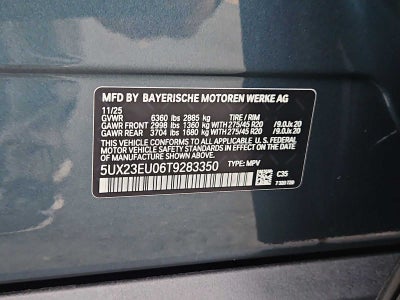 MFD BY BAYERISCHE MOTOREN WERKE AG
11/25
GVWR 6360 lbs 2885 kg TIRE / RIM
GAWR FRONT 2998 lbs 1360 kg WITH 275/45 R20 /9.0Jx 20
GAWR REAR 3704 lbs 1680 kg WITH 275/45 R20 /9.0Jx 20
THIS VEHICLE CONFORMS TO ALL APPLICABLE U.S. FEDERAL
MOTOR VEHICLE SAFETY STANDARDS IN EFFECT ON THE
DATE OF MANUFACTURE SHOWN ABOVE.
5UX23EU06T9283350 TYPE: MPV
C35